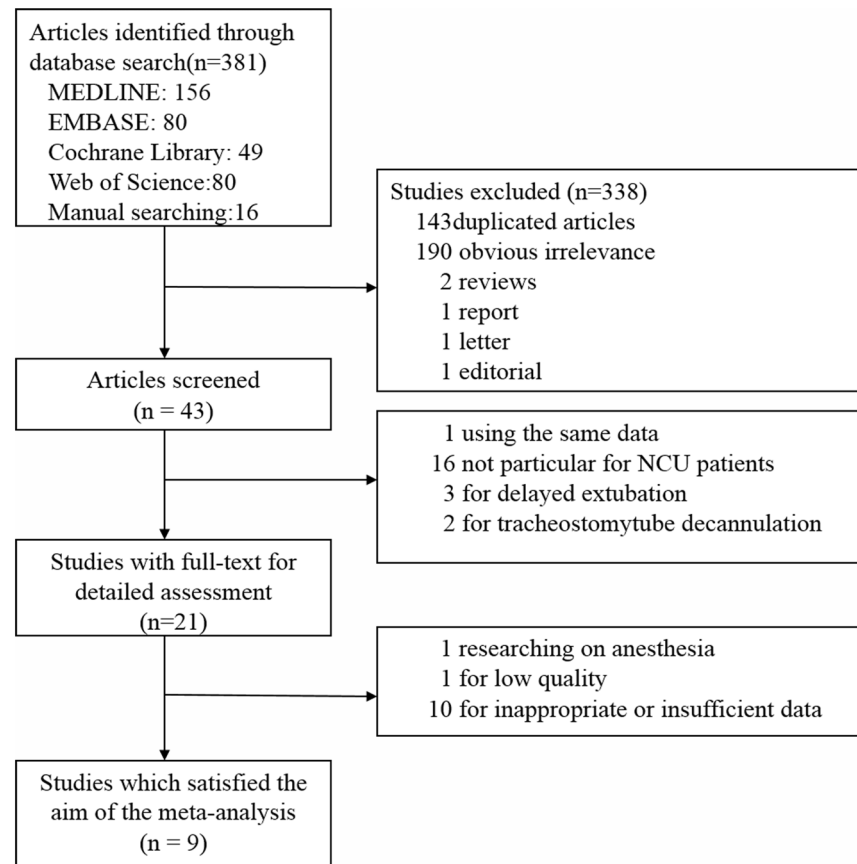 Articles identified through
database search(n=381)
MEDLINE: 156
EMBASE: 80
Cochrane Library: 49
Web of Science:80
Manual searching:16
Studies excluded (n=338)
143duplicated articles
190 obvious irrelevance
2 reviews
1 report
1 letter
1 editorial
Articles screened
(n = 43)
1 using the same data
16 not particular for NCU patients
3 for delayed extubation
2 for tracheostomytube decannulation
Studies with full-text for
detailed assessment
(n=21)
1 researching on anesthesia
1 for low quality
10 for inappropriate or insufficient data
Studies which satisfied the
aim of the meta-analysis
(n = 9)